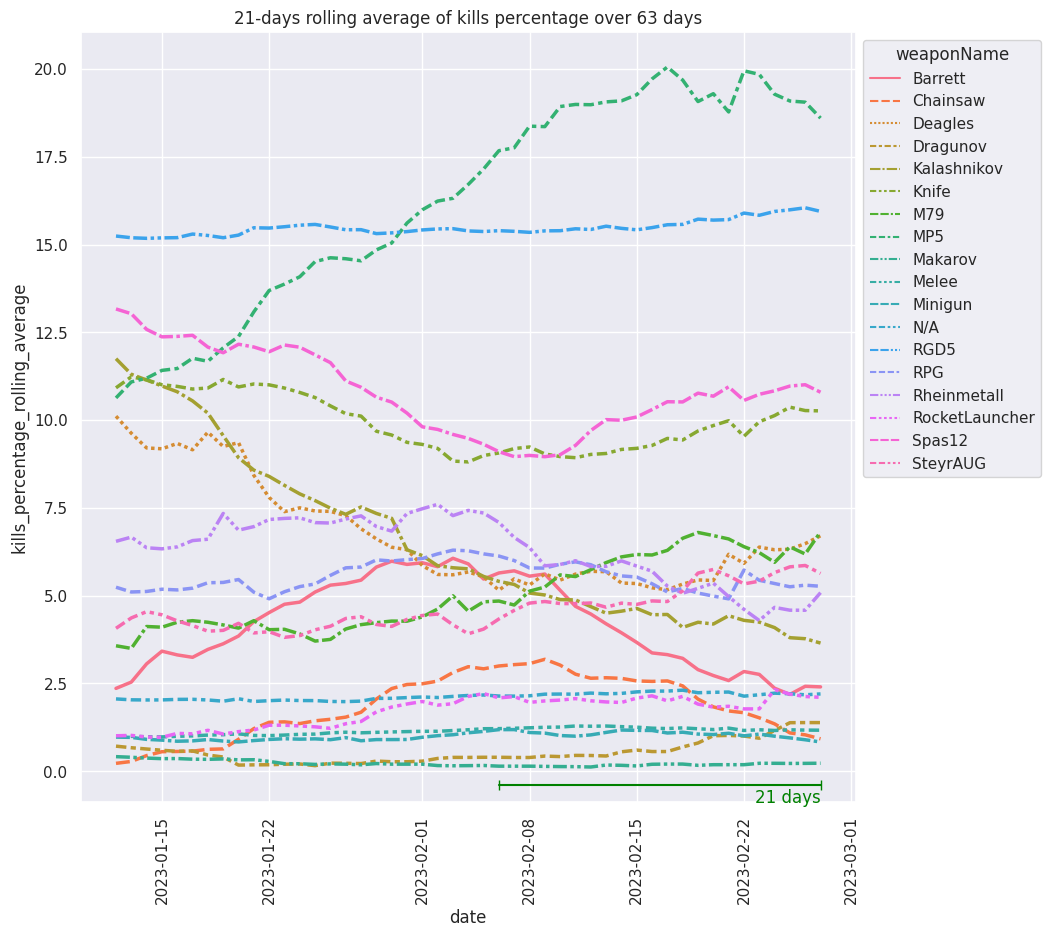 21-days rolling average of kills percentage over 63 days
kills_percentage_rolling_average
20.0
17.5
15.0
12.5
10.0
7.5
5.0
2.5
0.0
weaponName
Barrett
Chainsaw
Deagles
Dragunov
Kalashnikov
Knife
M79
MP5
Makarov
Melee
Minigun
N/A
RGD5
RPG
Rheinmetall
RocketLauncher
Spas12
SteyrAUG
21 days
2023-01-15
2023-01-22
2023-02-01
2023-02-08
2023-02-15
2023-02-22
2023-03-01
date